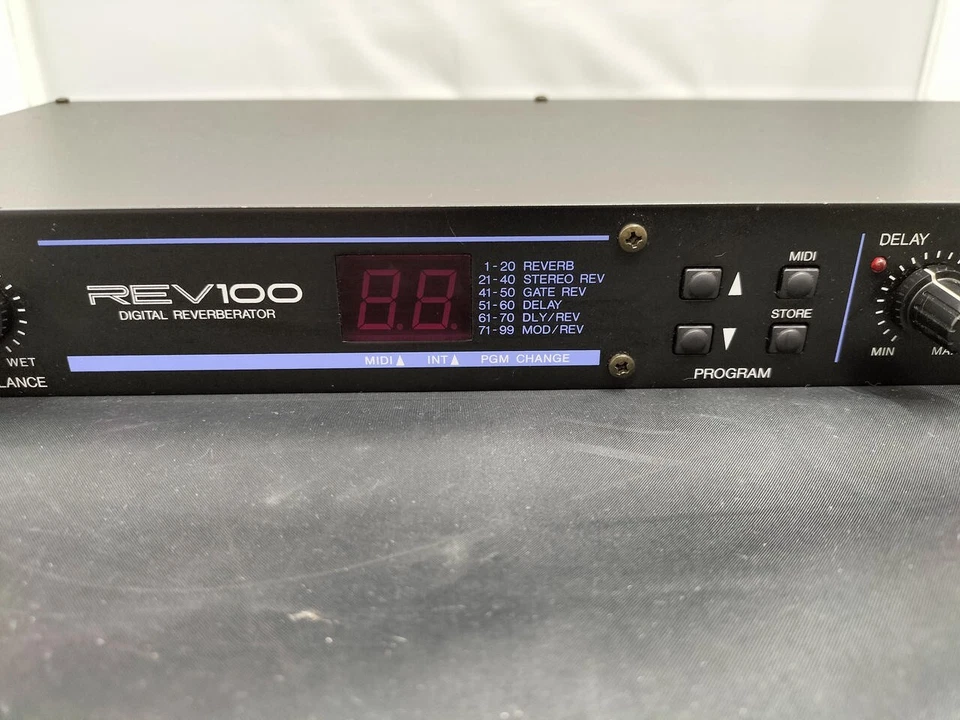 WET
LANCE
REV100
DIGITAL REVERBERATOR
1-20 REVERB
21-40 STEREO REV
41-50 GATE REV
51-60 DELAY
61-70 DLY/REV
71-99 MOD/REV
MIDI▲ INT▲ PGM CHANGE
MIDI
STORE
PROGRAM
DELAY
MIN
MA